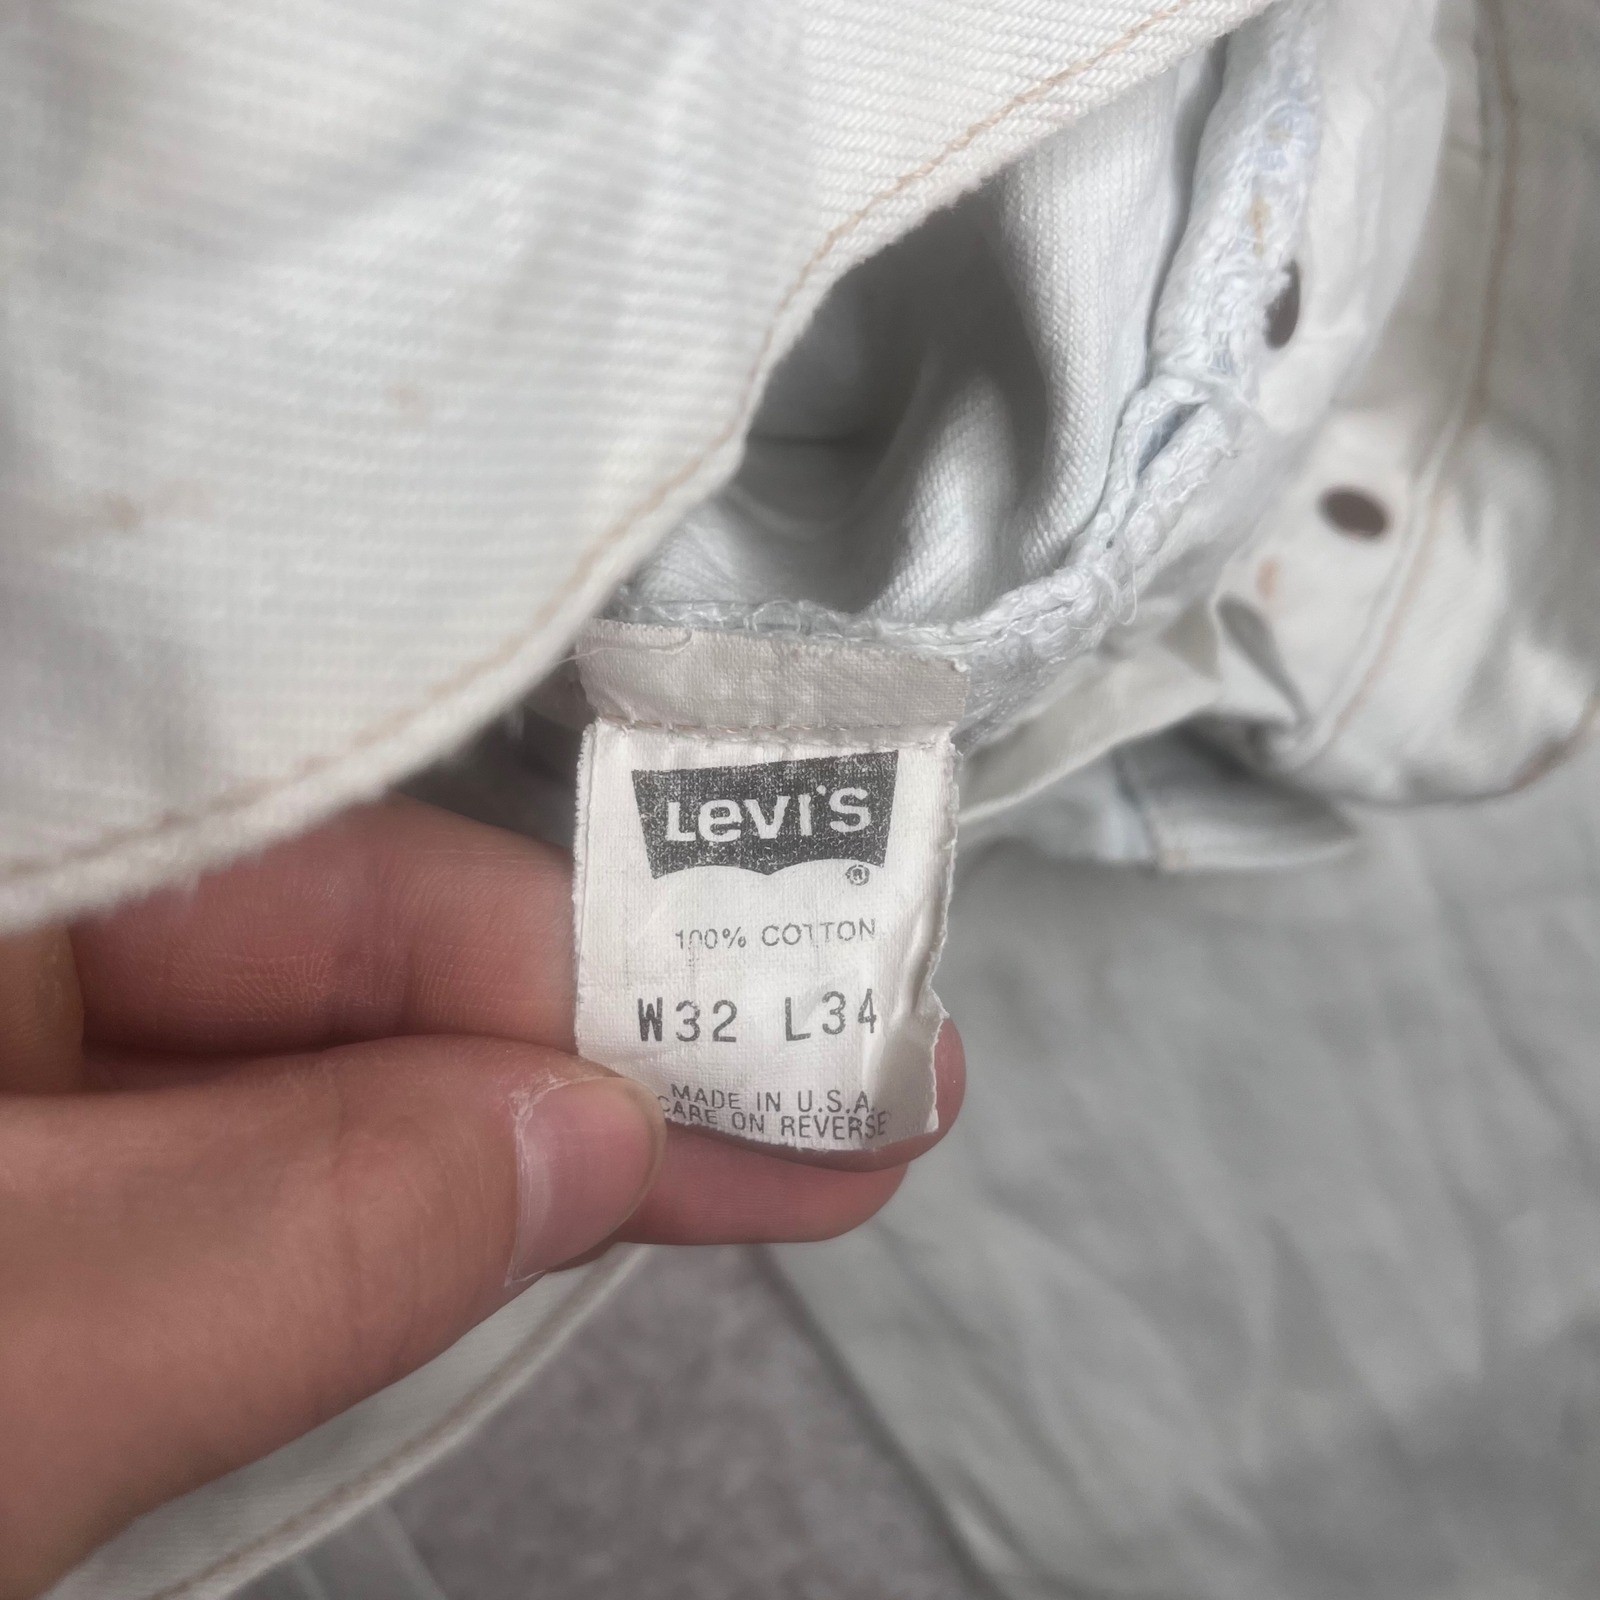 Levi's
®
100% COTTON
W32 L34
MADE IN U.S.A.
CARE ON REVERSE